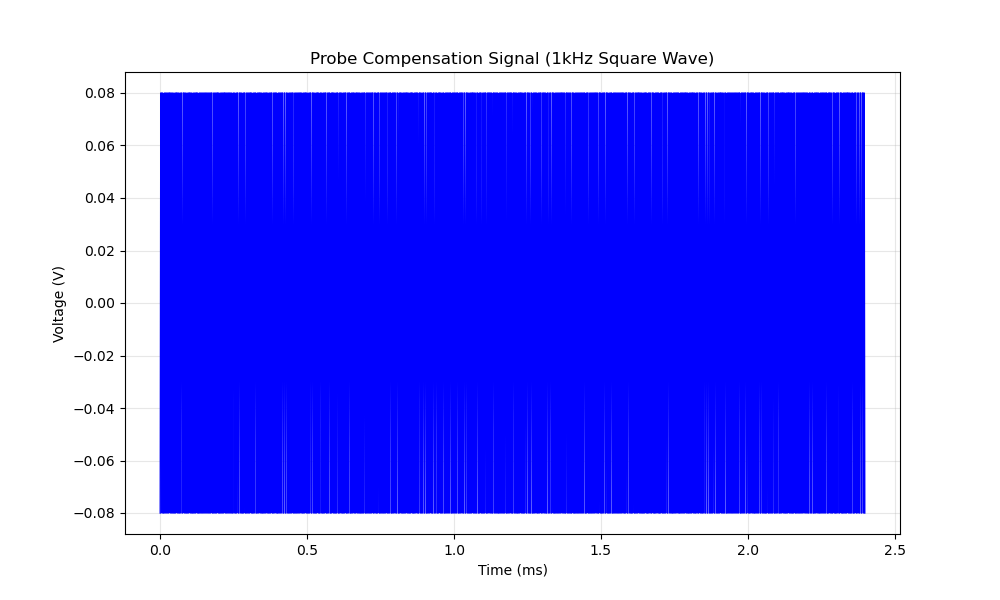 Probe Compensation Signal (1kHz Square Wave)
0.08
0.06
0.04
0.02
0.00
−0.02
−0.04
−0.06
−0.08
Voltage (V)
0.0 0.5 1.0 1.5 2.0 2.5
Time (ms)